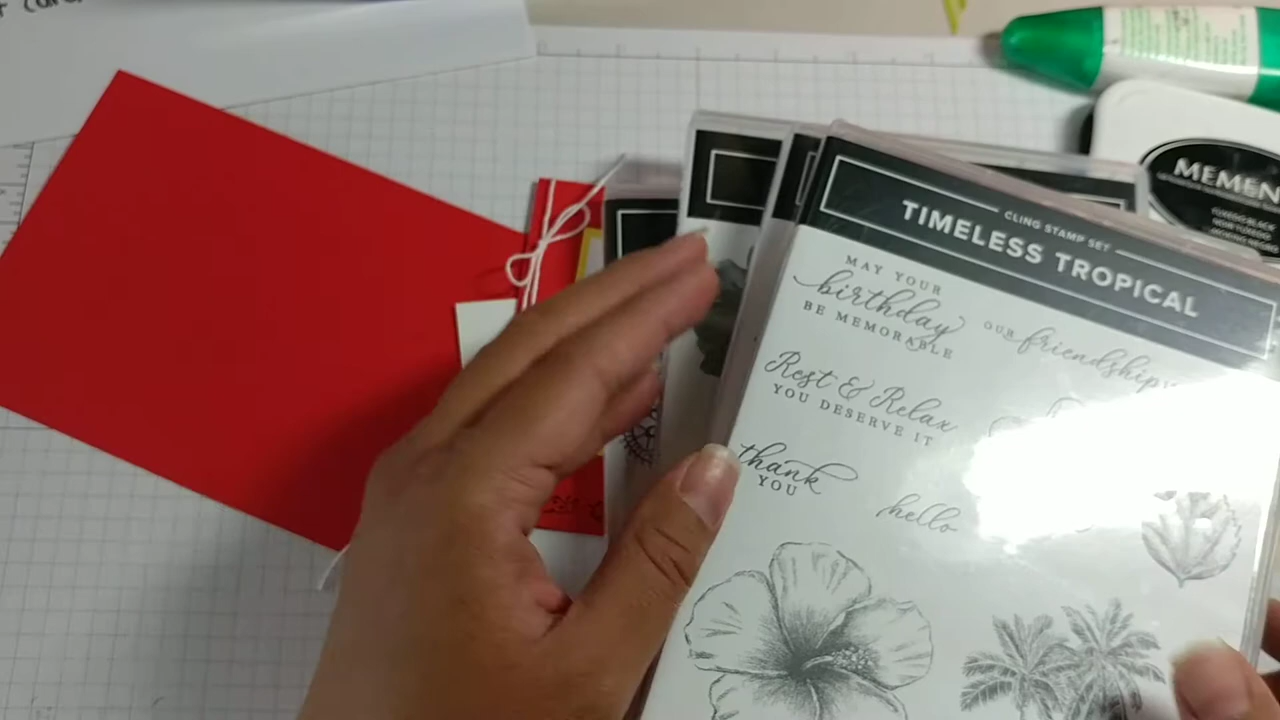 CLING STAMP SET
TIMELESS TROPICAL
MAY YOUR
birthday
BE MEMORABLE
OUR friendship
Rest & Relax
YOU DESERVE IT
thank
YOU
hello